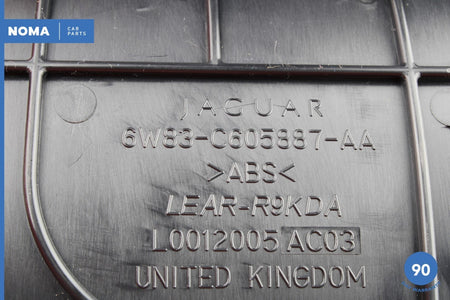 NOMA CAR PARTS
JAGUAR
6W83-C605887-AA
>ABS<
LEAR-R9KDA
L0012005 AC03
UNITED KINGDOM
90